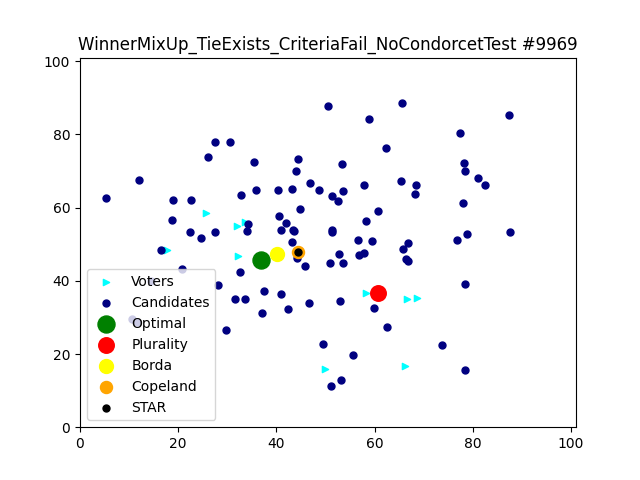 WinnerMixUp_TieExists_CriteriaFail_NoCondorcetTest #9969
100
80
60
40
20
0
Voters
Candidates
Optimal
Plurality
Borda
Copeland
STAR
0 20 40 60 80 100